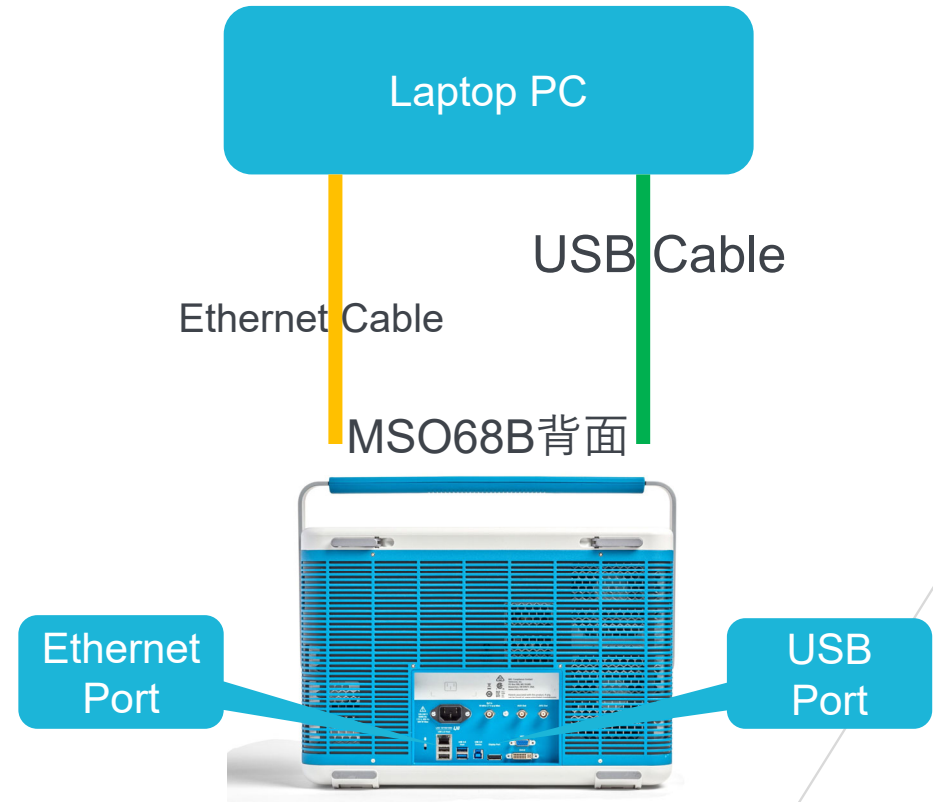 Laptop PC
USB Cable
Ethernet Cable
MSO68B背面
Ethernet
Port
USB
Port